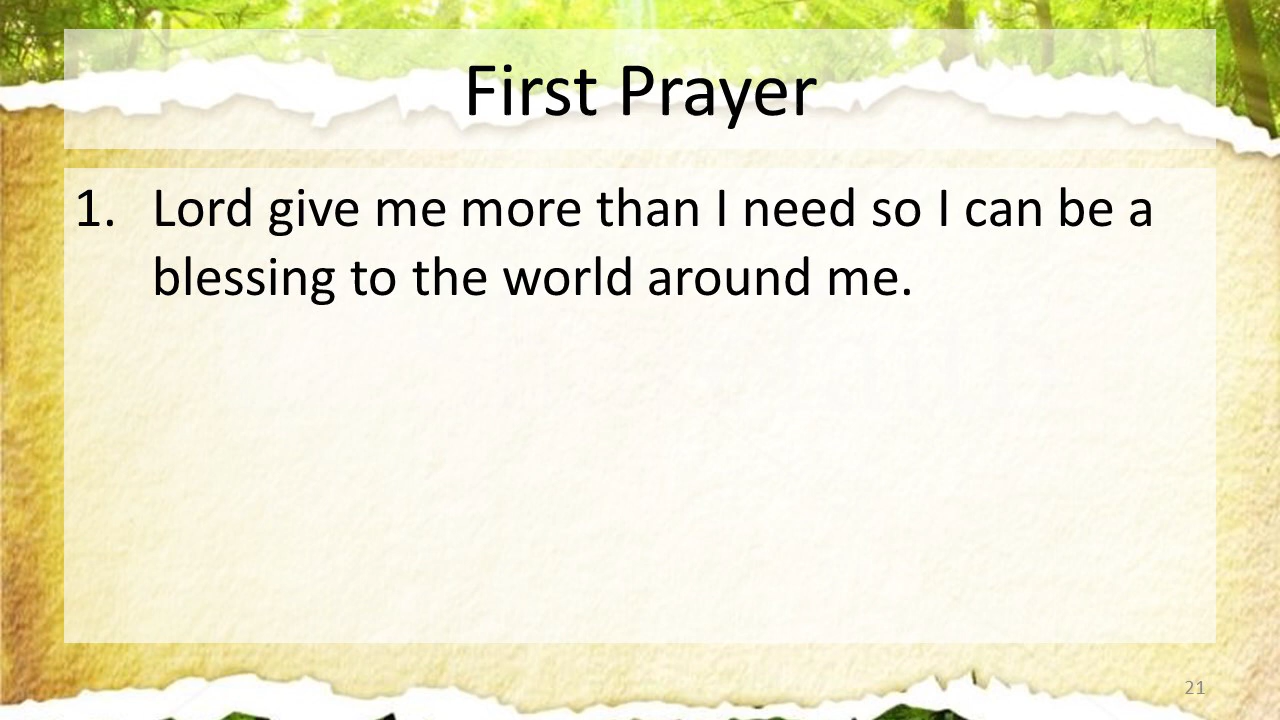 First Prayer
1. Lord give me more than I need so I can be a
blessing to the world around me.
21